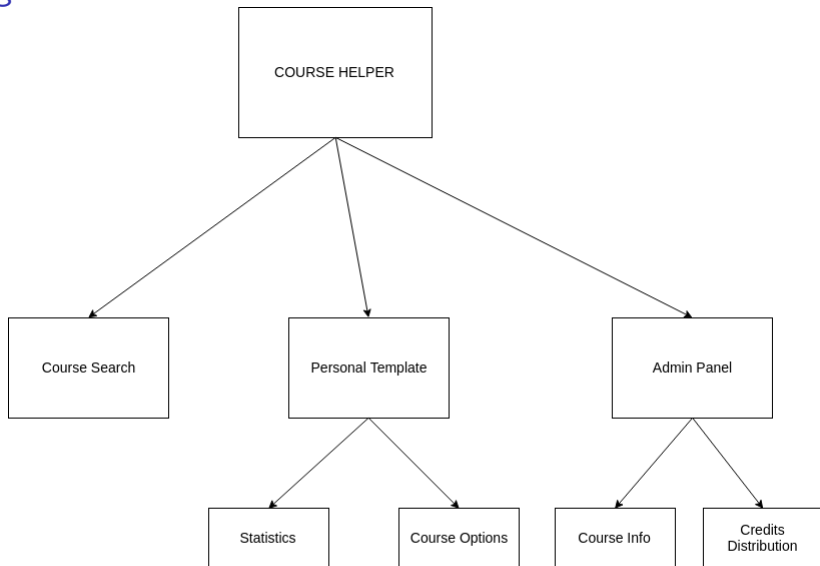 COURSE HELPER
Course Search
Personal Template
Admin Panel
Statistics
Course Options
Course Info
Credits
Distribution